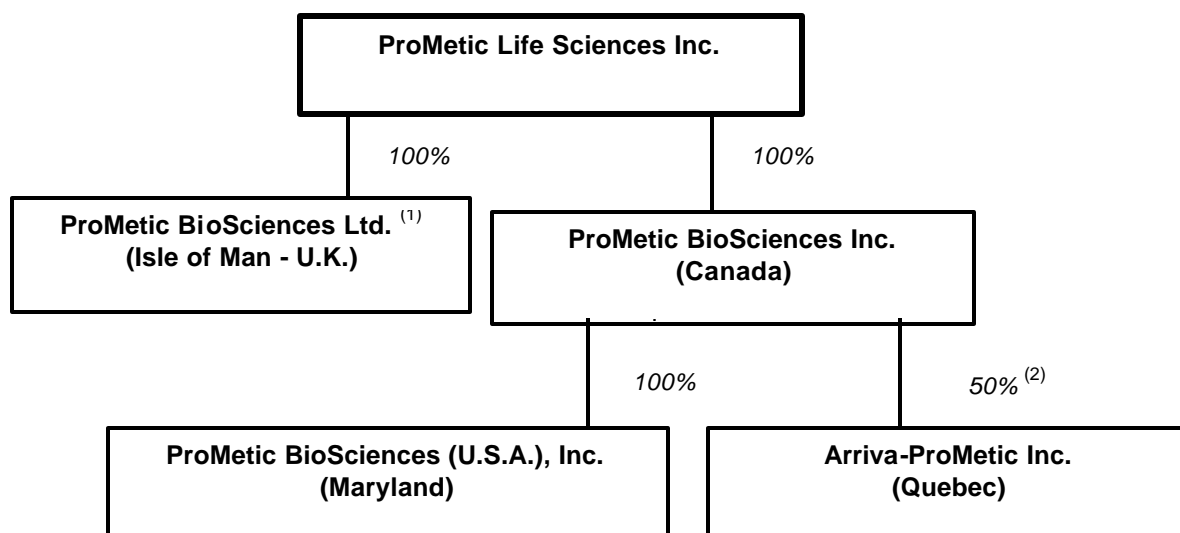 ProMetic Life Sciences Inc.
100%
100%
ProMetic BioSciences Ltd. (1)
(Isle of Man - U.K.)
ProMetic BioSciences Inc.
(Canada)
100%
50% (2)
ProMetic BioSciences (U.S.A.), Inc.
(Maryland)
Arriva-ProMetic Inc.
(Quebec)